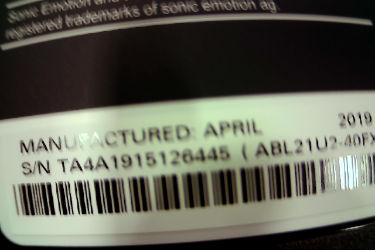 Sonic Emotion and
registered trademarks of sonic emotion ag.
MANUFACTURED: APRIL 2019
S/N TA4A1915126445 ( ABL21U2-40FX